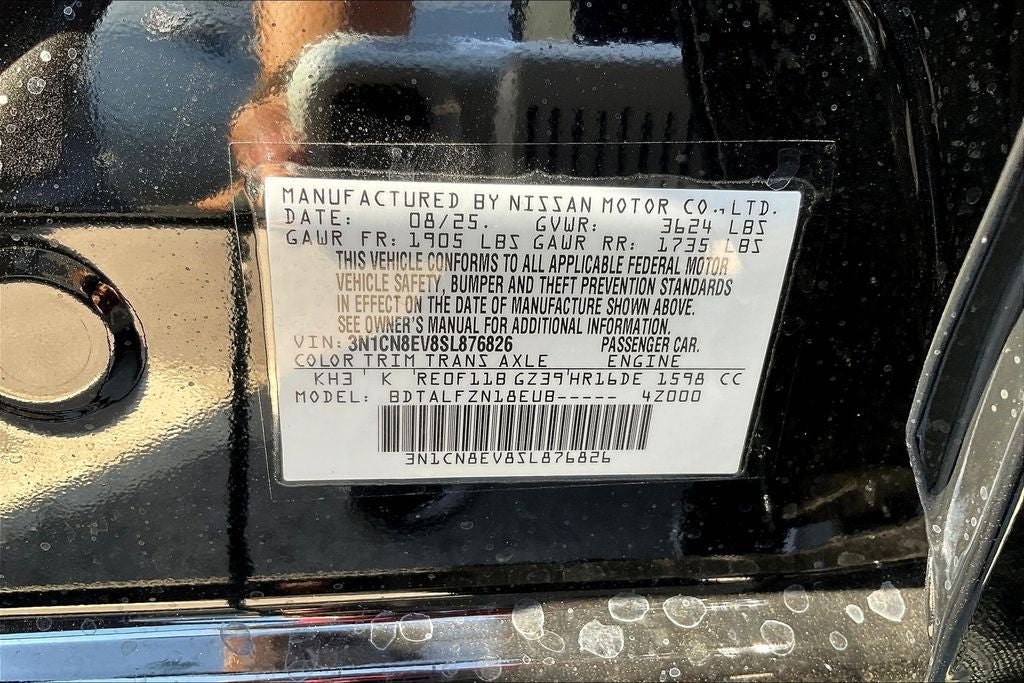 MANUFACTURED BY NISSAN MOTOR CO., LTD.
DATE: 08/25. GVWR: 3624 LBS
GAWR FR: 1905 LBS GAWR RR: 1735 LBS
THIS VEHICLE CONFORMS TO ALL APPLICABLE FEDERAL MOTOR
VEHICLE SAFETY, BUMPER AND THEFT PREVENTION STANDARDS
IN EFFECT ON THE DATE OF MANUFACTURE SHOWN ABOVE.
SEE OWNER'S MANUAL FOR ADDITIONAL INFORMATION.
VIN: 3N1CN8EV8SL876826 PASSENGER CAR.
COLOR TRIM TRANS AXLE ENGINE
KH3 K RE0F11B GZ39 HR16DE 1598 CC
MODEL: BDTALFZN18EUB----- 4Z000
3N1CN8EV8SL876826